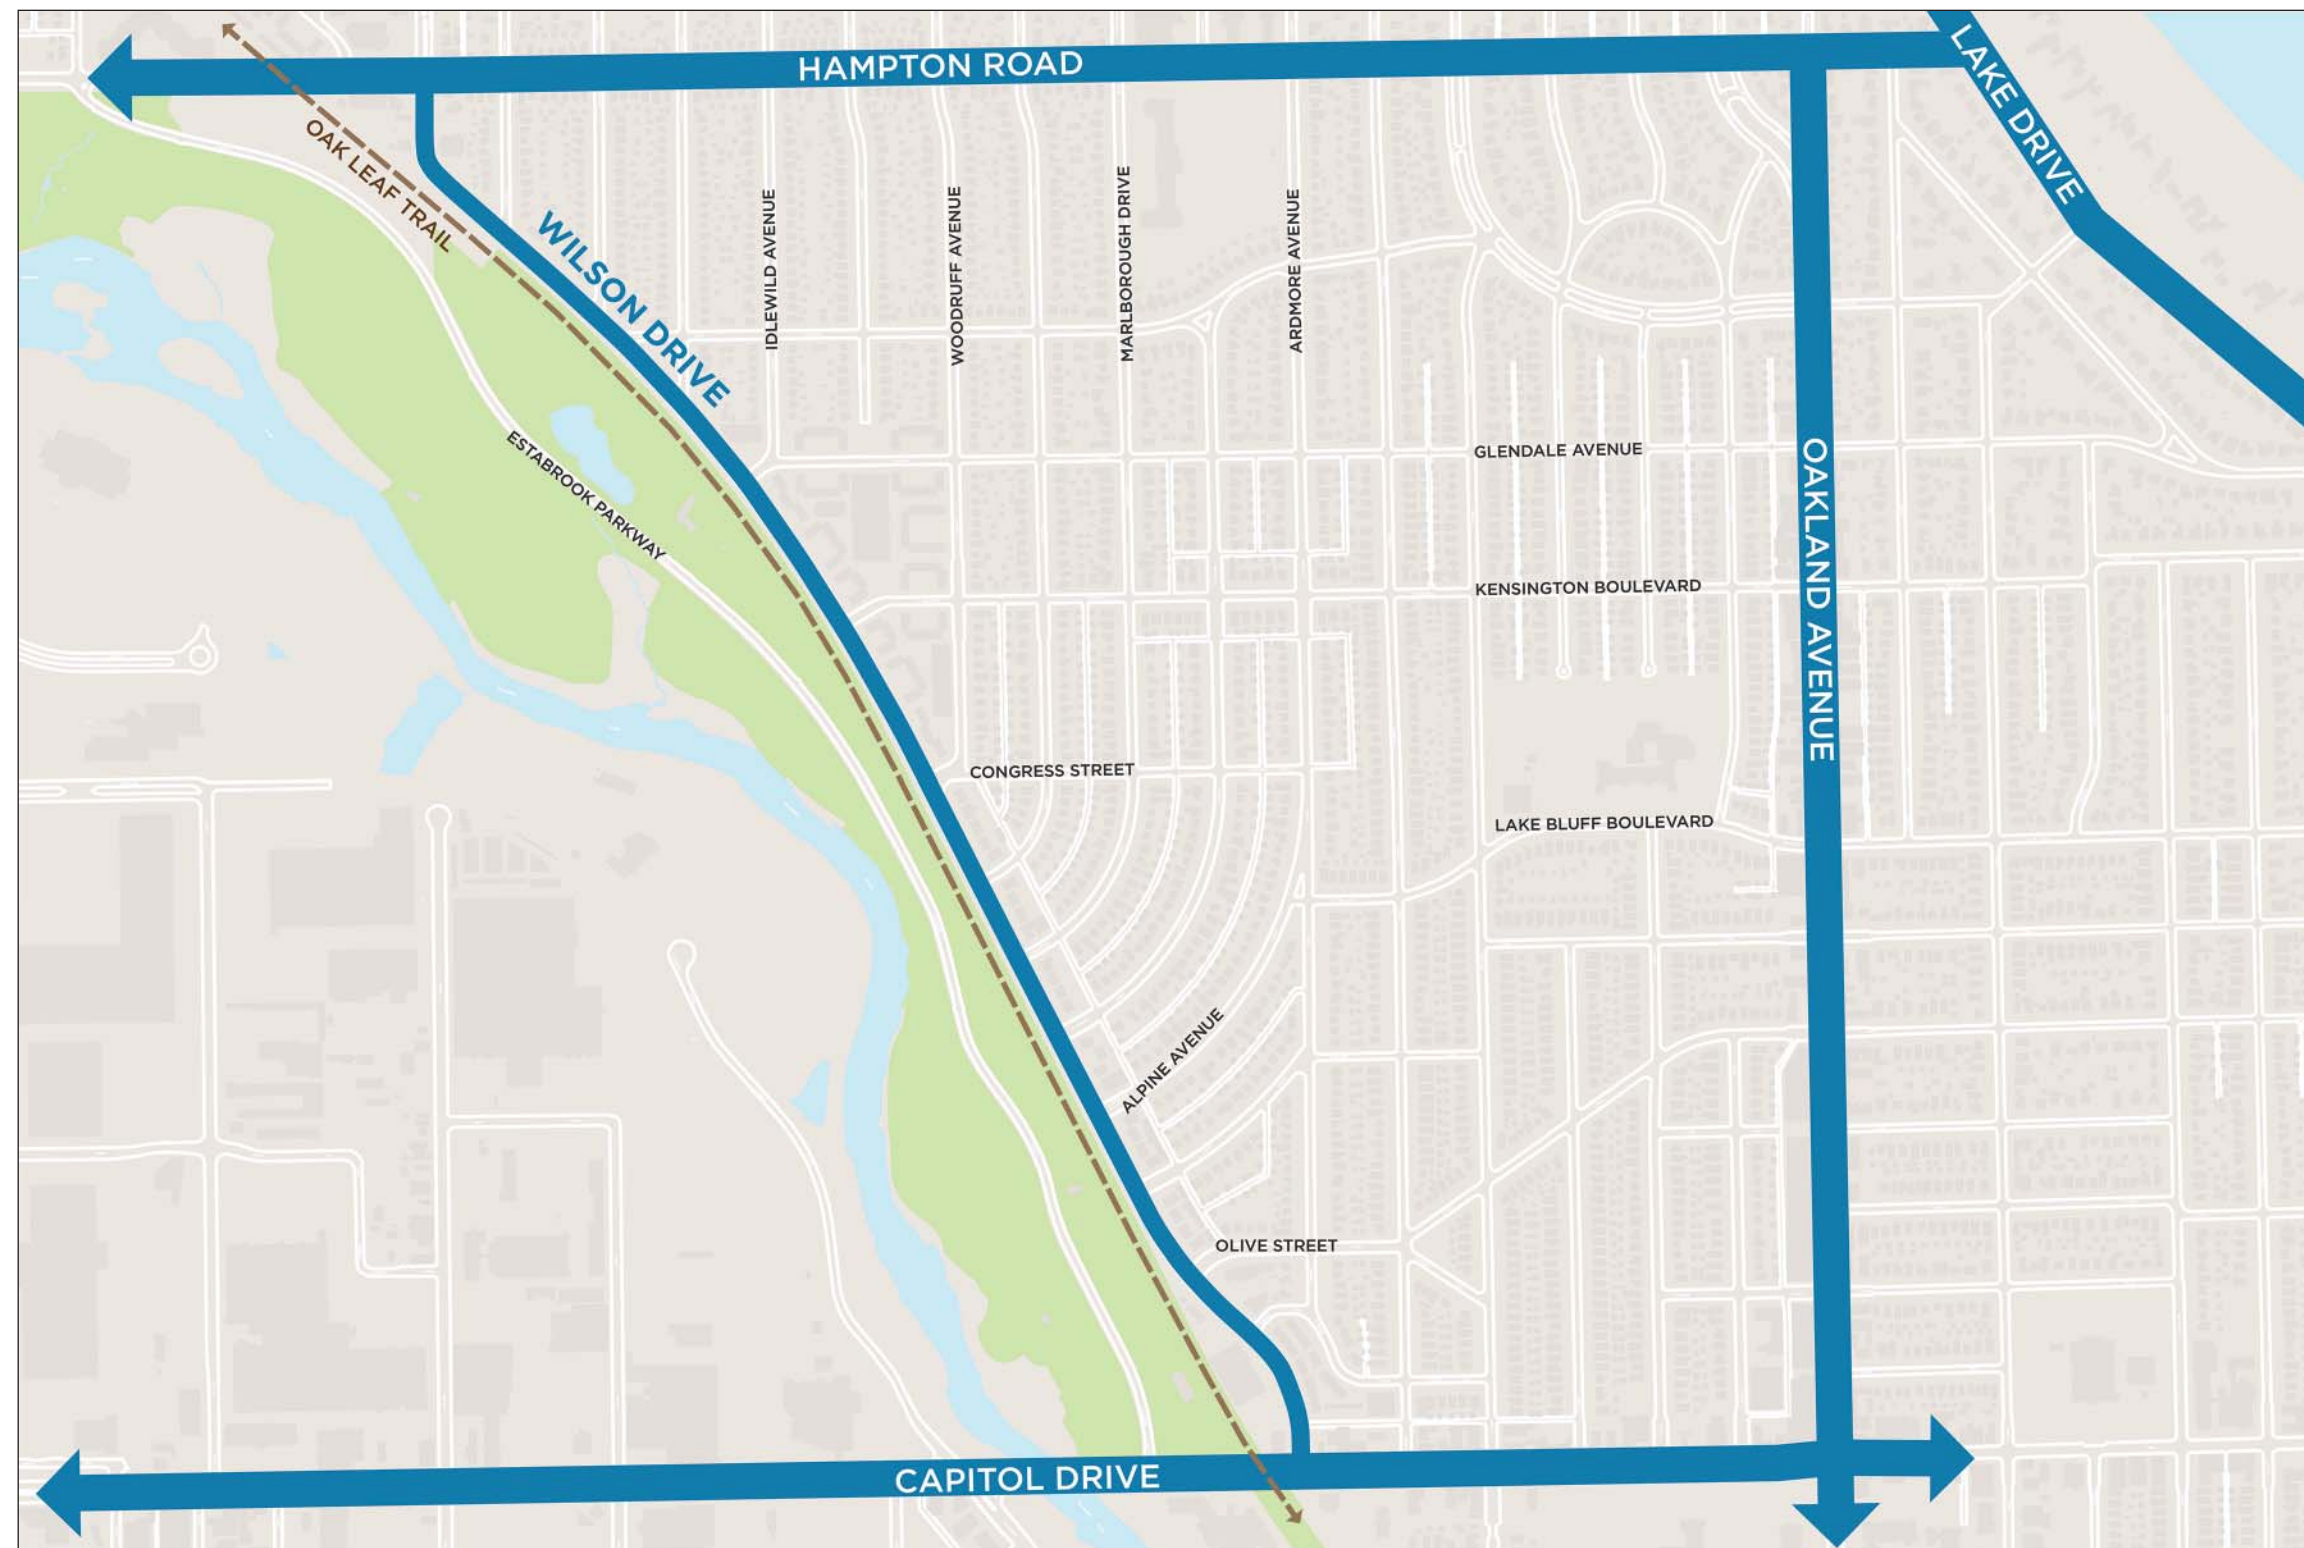 HAMPTON ROAD
LAKE DRIVE
OAK LEAF TRAIL
WILSON DRIVE
IDLEWILD AVENUE
WOODRUFF AVENUE
MARLBOROUGH DRIVE
ARDMORE AVENUE
ESTABROOK PARKWAY
GLENDALE AVENUE
OAKLAND AVENUE
KENSINGTON BOULEVARD
CONGRESS STREET
LAKE BLUFF BOULEVARD
ALPINE AVENUE
OLIVE STREET
CAPITOL DRIVE